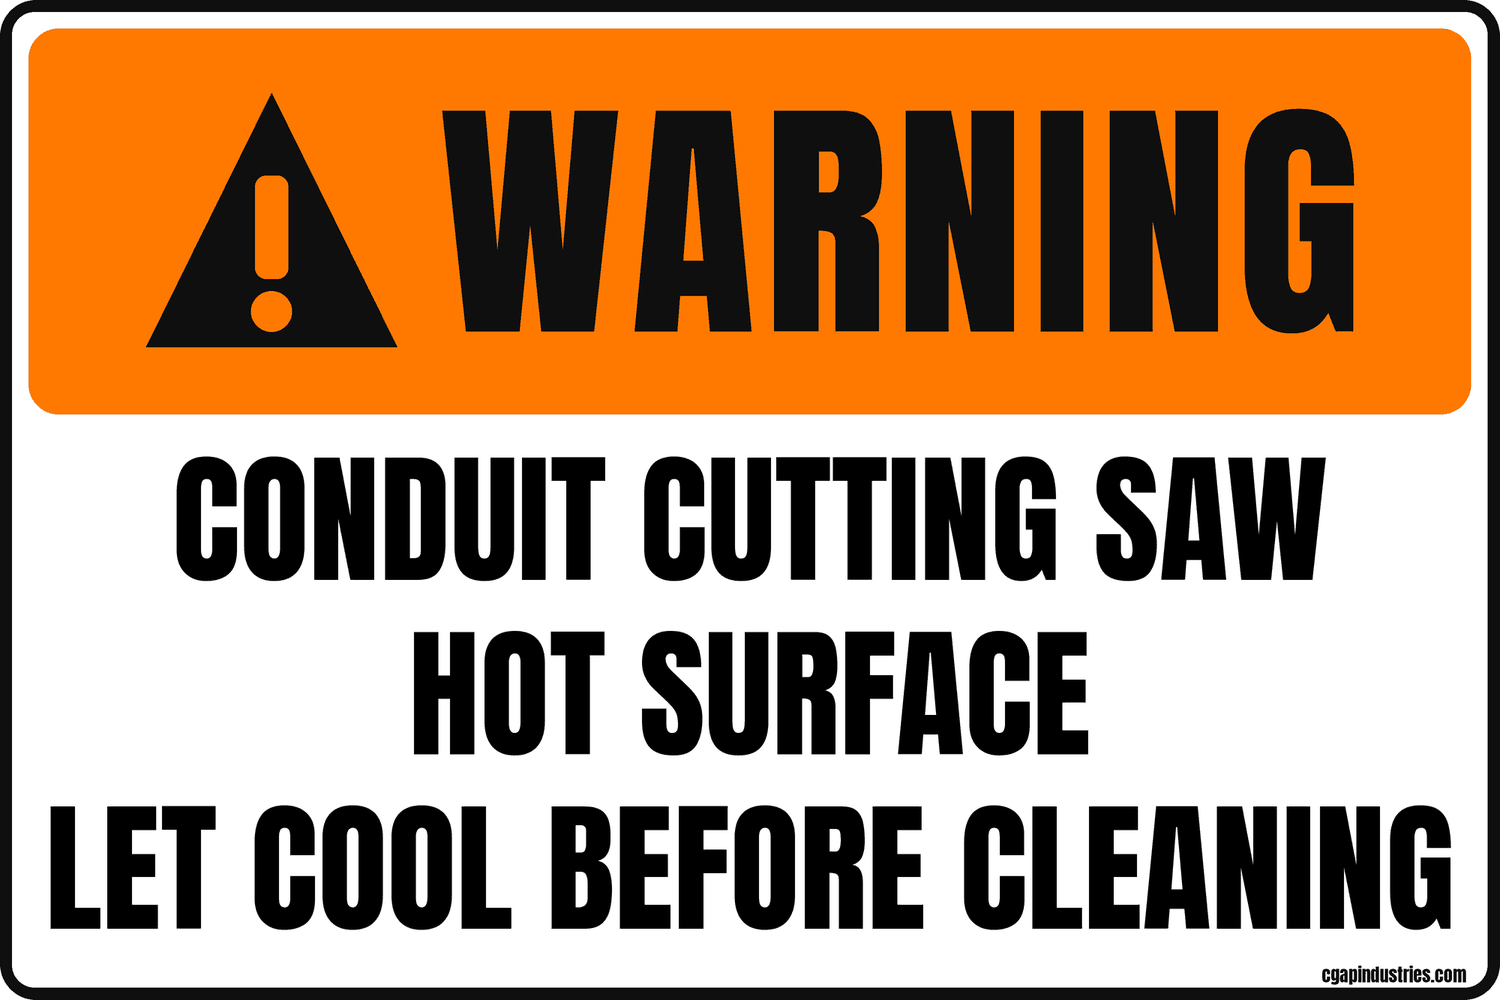 WARNING
CONDUIT CUTTING SAW
HOT SURFACE
LET COOL BEFORE CLEANING
cgapindustries.com